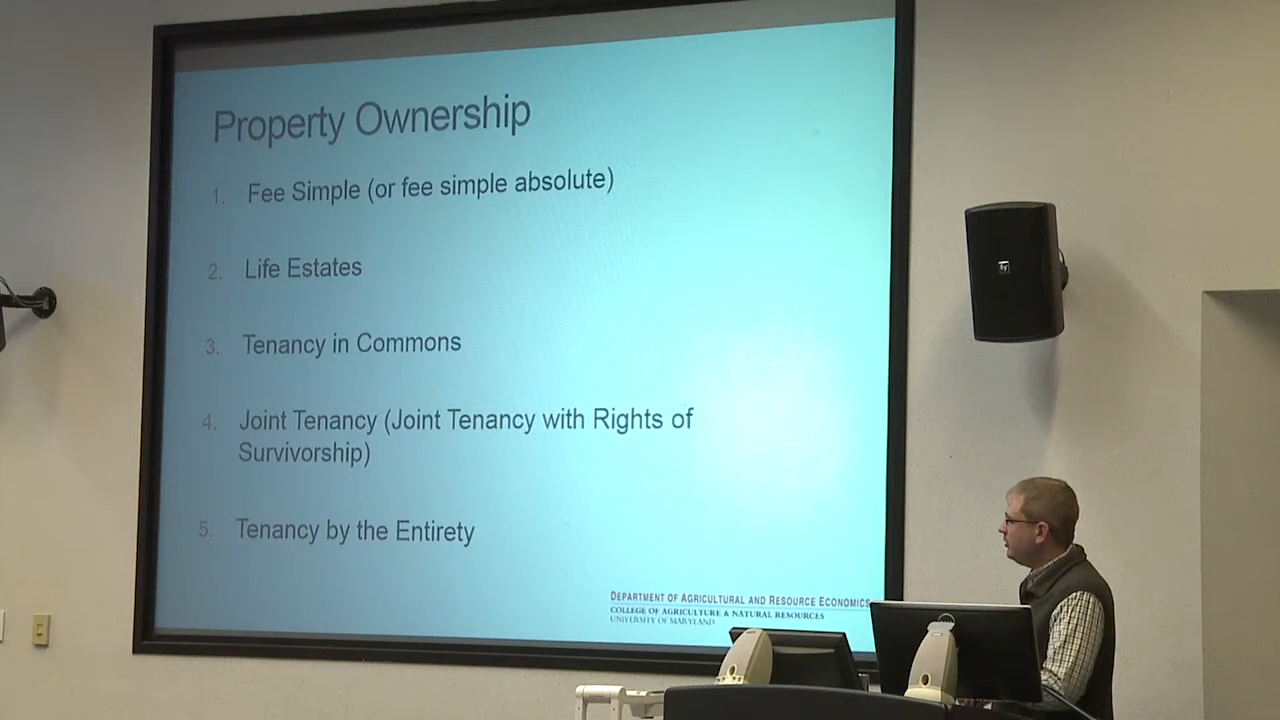 Property Ownership
1. Fee Simple (or fee simple absolute)
2. Life Estates
3. Tenancy in Commons
4. Joint Tenancy (Joint Tenancy with Rights of
Survivorship)
5. Tenancy by the Entirety
DEPARTMENT OF AGRICULTURAL AND RESOURCE ECONOMICS
COLLEGE OF AGRICULTURE & NATURAL RESOURCES
UNIVERSITY OF MARYLAND
EV